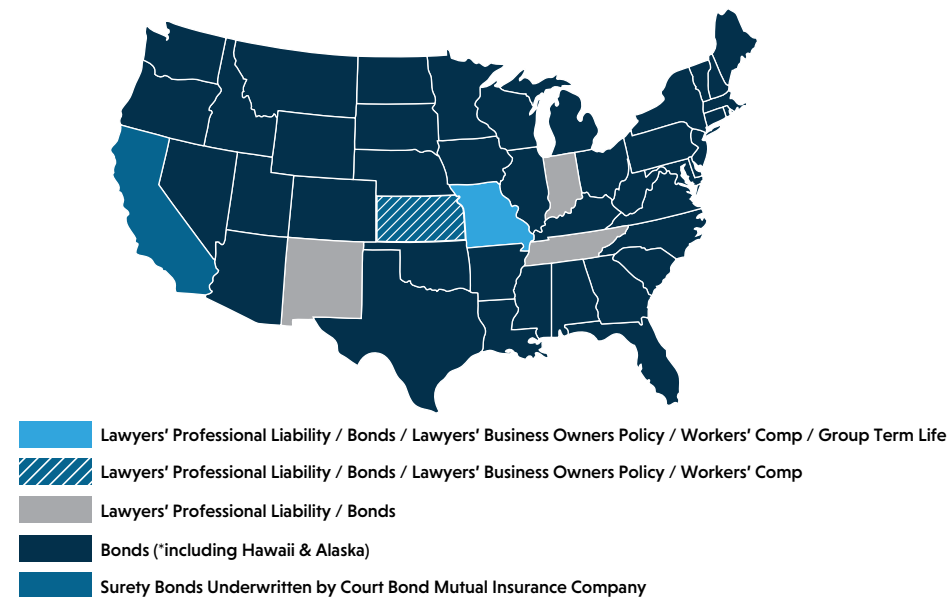 Lawyers' Professional Liability / Bonds / Lawyers' Business Owners Policy / Workers' Comp / Group Term Life
Lawyers' Professional Liability / Bonds / Lawyers' Business Owners Policy / Workers' Comp
Lawyers' Professional Liability / Bonds
Bonds (*including Hawaii & Alaska)
Surety Bonds Underwritten by Court Bond Mutual Insurance Company